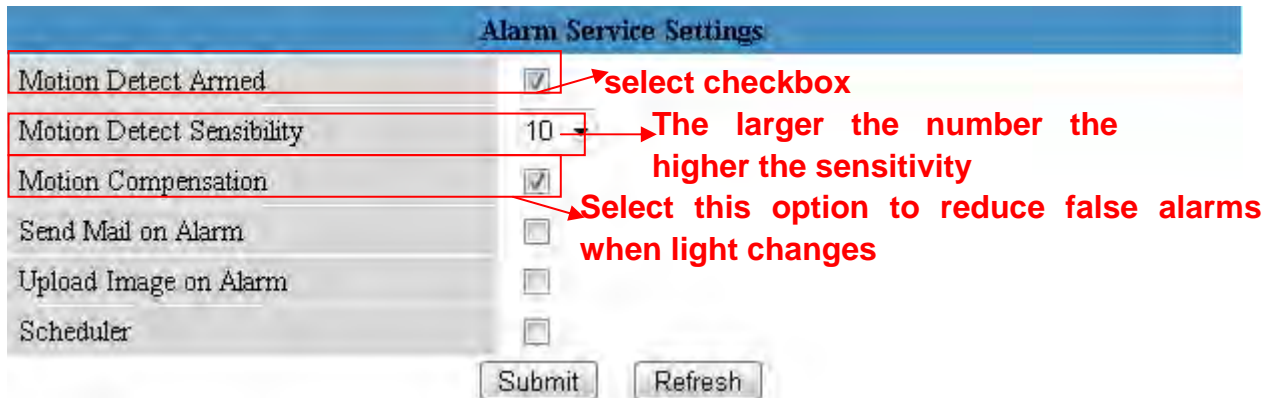 Alarm Service Settings
Motion Detect Armed
select checkbox
Motion Detect Sensibility
10
The larger the number the
higher the sensitivity
Motion Compensation
Select this option to reduce false alarms
when light changes
Send Mail on Alarm
Upload Image on Alarm
Scheduler
Submit Refresh